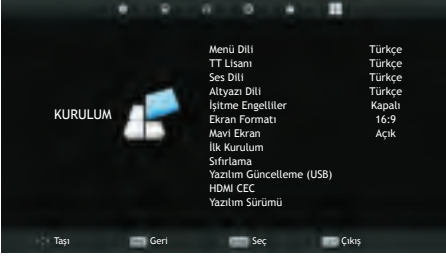 KURULUM
Menü Dili Türkçe
TT Lisanı Türkçe
Ses Dili Türkçe
Altyazı Dili Türkçe
İşitme Engelliler Kapalı
Ekran Formatı 16:9
Mavi Ekran Açık
İlk Kurulum
Sıfırlama
Yazılım Güncelleme (USB)
HDMI CEC
Yazılım Sürümü
Taşı Geri Seç Çıkış